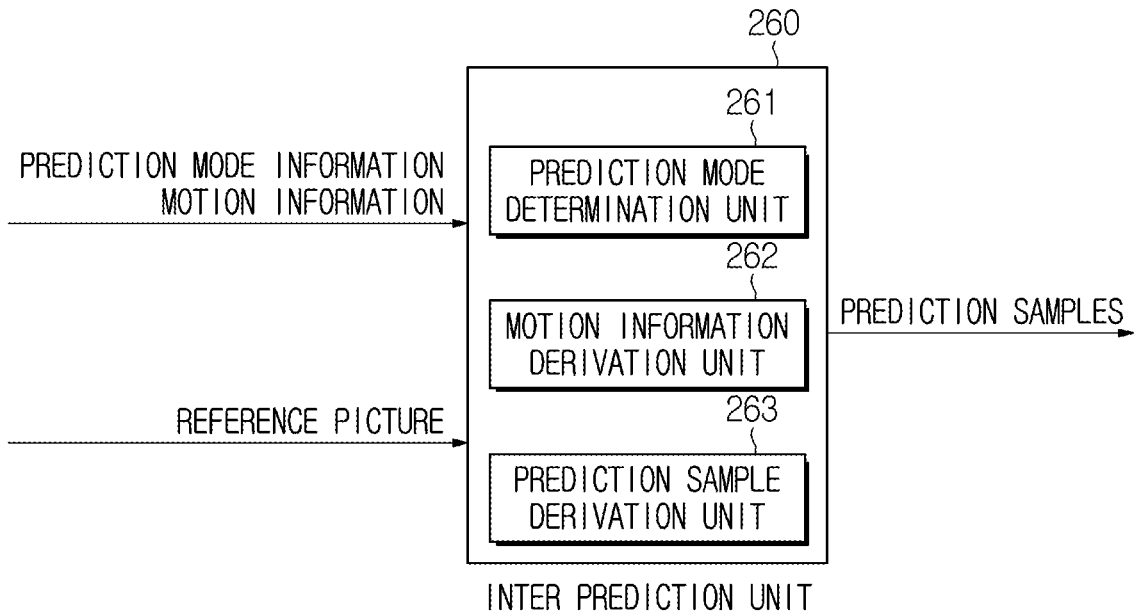 260
261
PREDICTION MODE INFORMATION
MOTION INFORMATION
PREDICTION MODE
DETERMINATION UNIT
262
MOTION INFORMATION
DERIVATION UNIT
PREDICTION SAMPLES
REFERENCE PICTURE
263
PREDICTION SAMPLE
DERIVATION UNIT
INTER PREDICTION UNIT